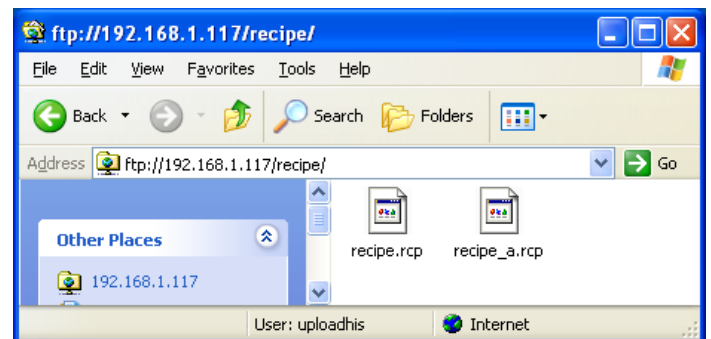 ftp://192.168.1.117/recipe/
File Edit View Favorites Tools Help
Back Search Folders
Address ftp://192.168.1.117/recipe/ Go
Other Places
192.168.1.117
recipe.rcp recipe_a.rcp
User: uploadhis Internet